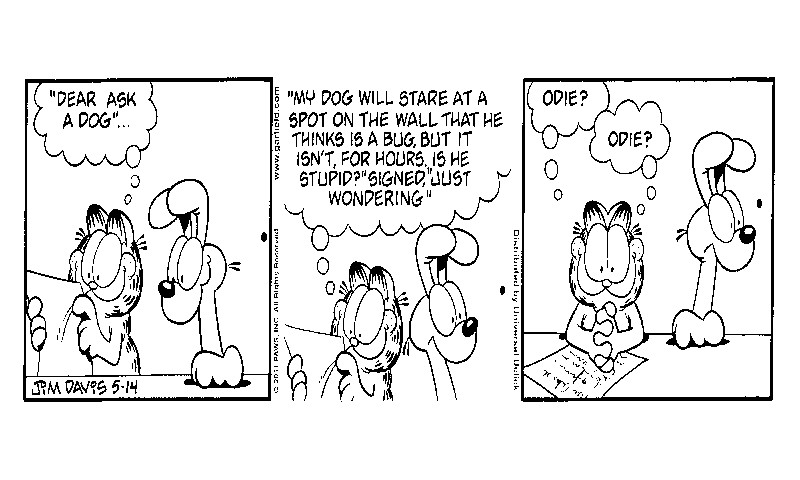 "DEAR ASK
A DOG"...
JIM DAVIS 5-14
www.garfield.com
© 2011 PAWS, INC. All Rights Reserved
"MY DOG WILL STARE AT A
SPOT ON THE WALL THAT HE
THINKS IS A BUG, BUT IT
ISN'T, FOR HOURS. IS HE
STUPID?" SIGNED, "JUST
WONDERING"
Distributed by Universal Uclick
ODIE?
ODIE?